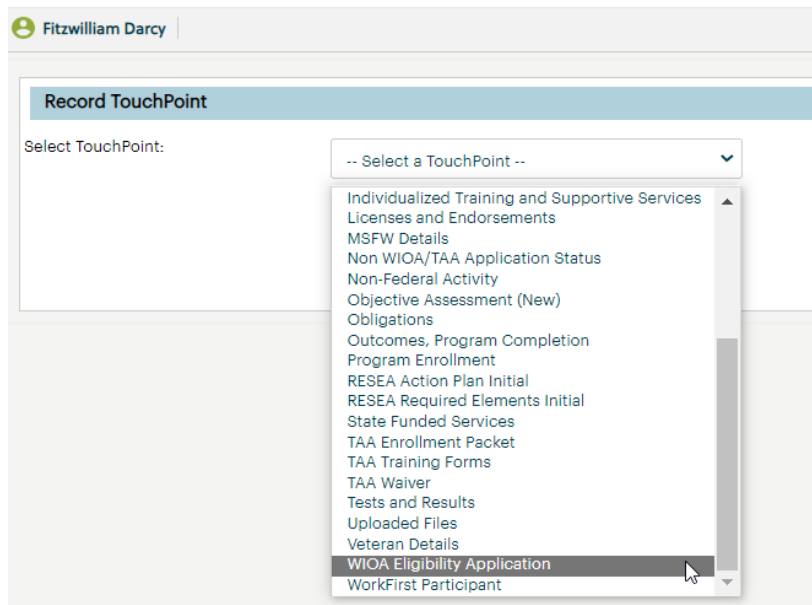 Fitzwilliam Darcy
Record TouchPoint
Select TouchPoint:
-- Select a TouchPoint --
Individualized Training and Supportive Services
Licenses and Endorsements
MSFW Details
Non WIOA/TAA Application Status
Non-Federal Activity
Objective Assessment (New)
Obligations
Outcomes, Program Completion
Program Enrollment
RESEA Action Plan Initial
RESEA Required Elements Initial
State Funded Services
TAA Enrollment Packet
TAA Training Forms
TAA Waiver
Tests and Results
Uploaded Files
Veteran Details
WIOA Eligibility Application
WorkFirst Participant